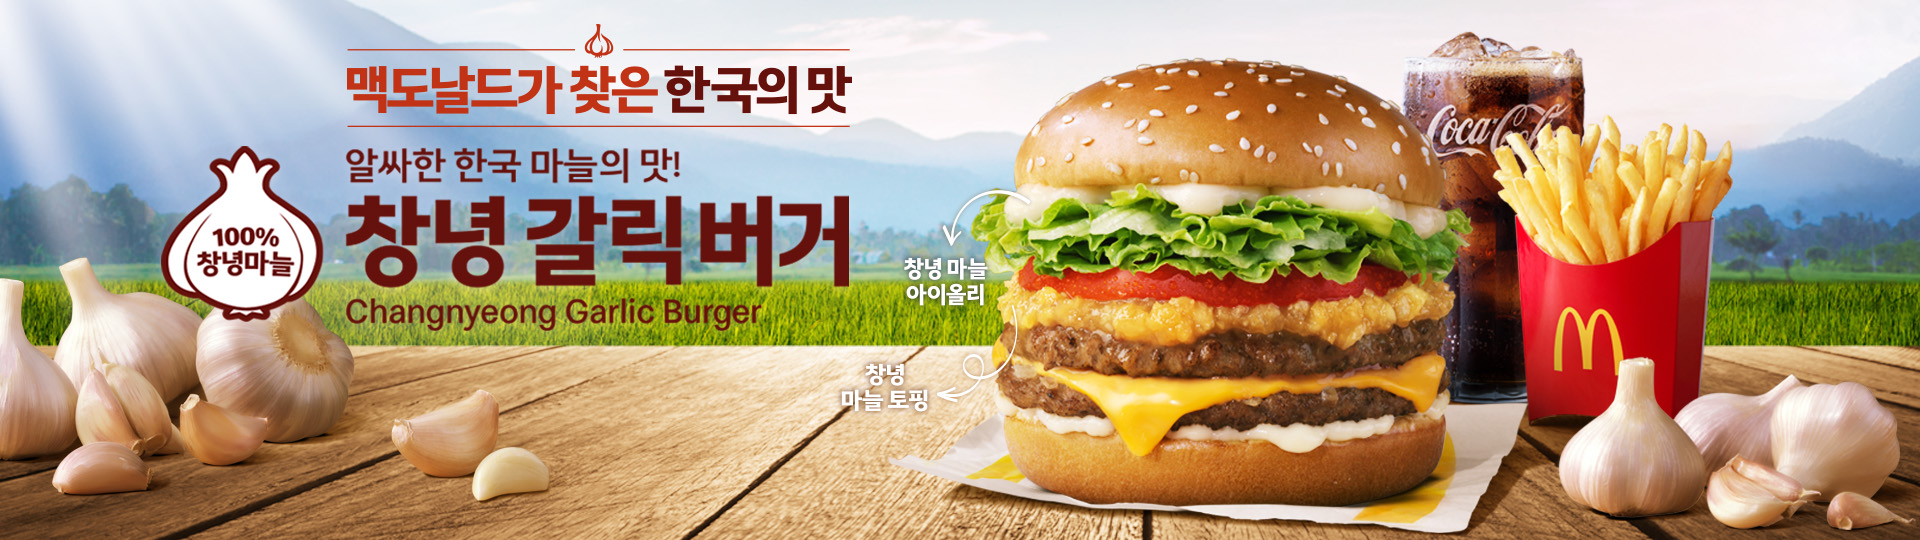 맥도날드가 찾은 한국의 맛
알싸한 한국 마늘의 맛!
창녕 갈릭 버거
Changnyeong Garlic Burger
100%
창녕마늘
창녕 마늘
아이올리
창녕
마늘 토핑
Coca-Cola